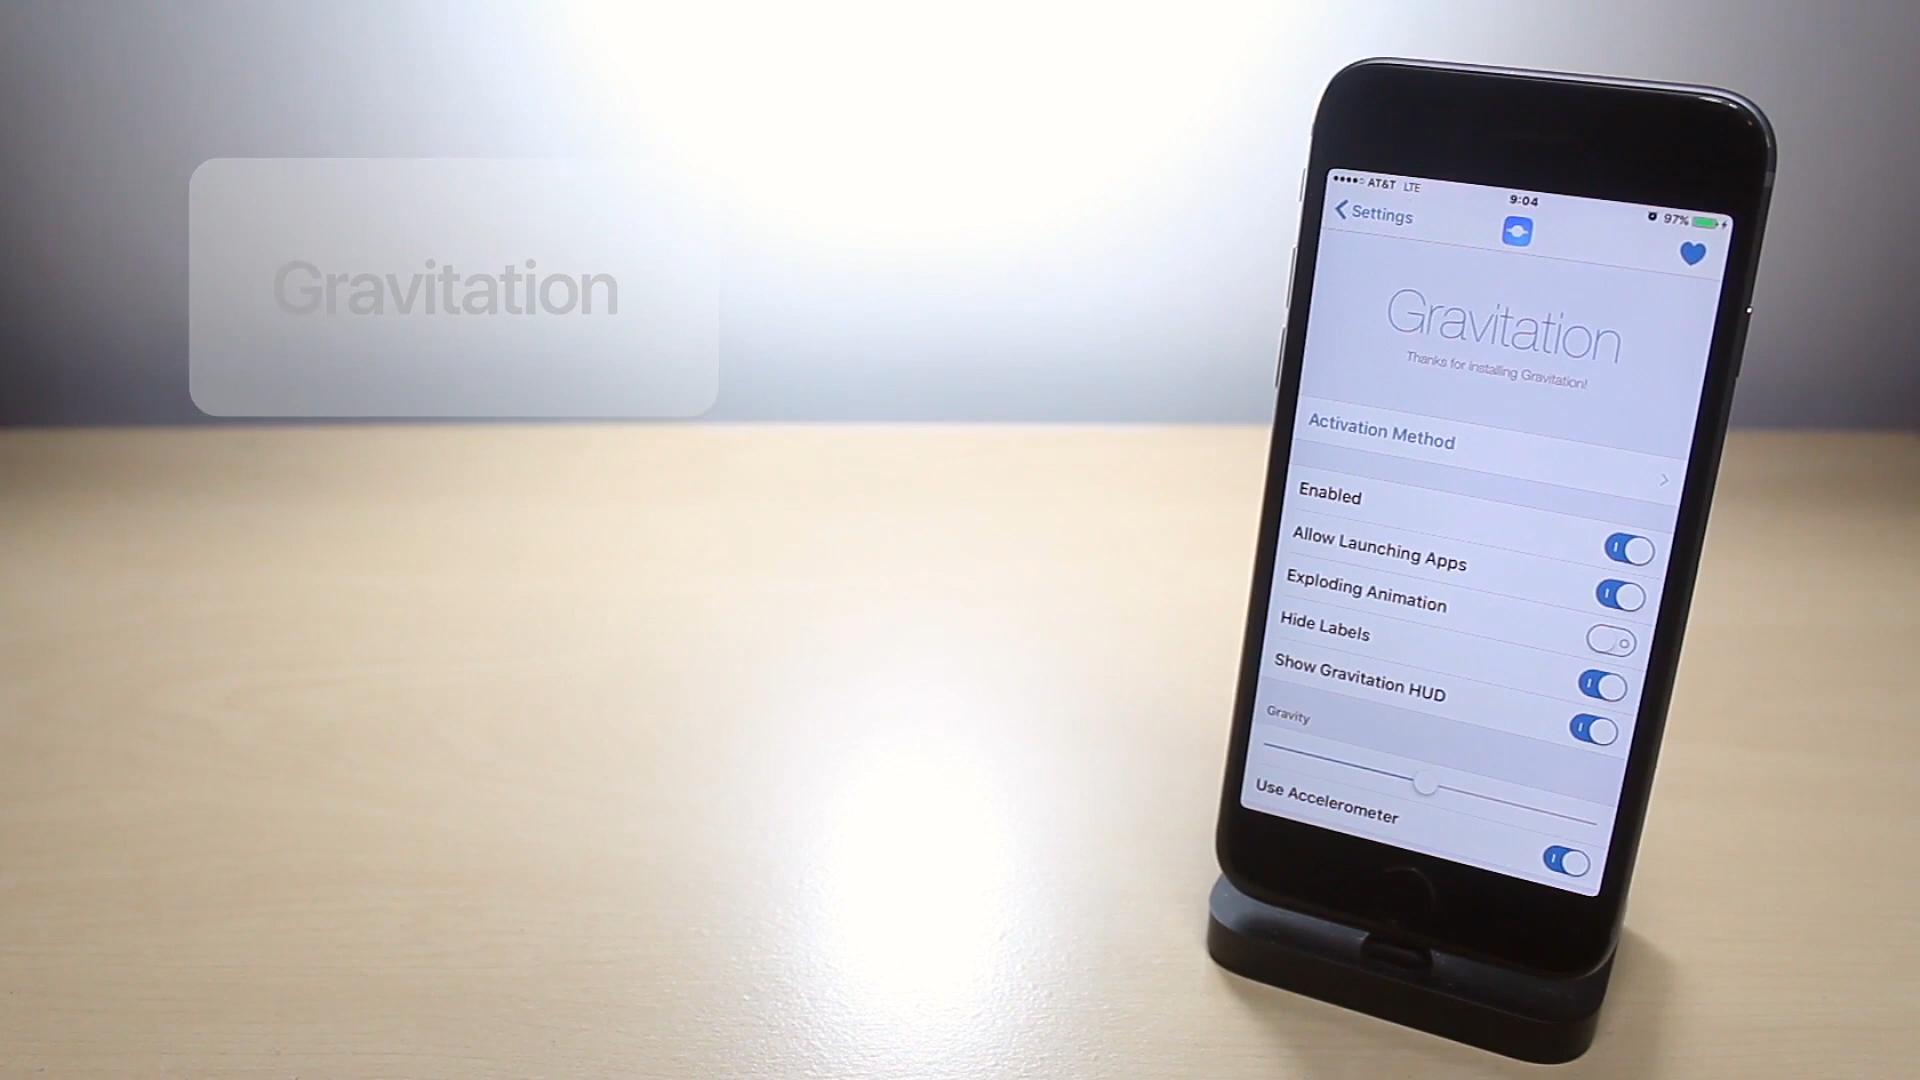 Gravitation
AT&T LTE
9:04
97%
Settings
Gravitation
Thanks for installing Gravitation!
Activation Method
Enabled
Allow Launching Apps
Exploding Animation
Hide Labels
Show Gravitation HUD
Gravity
Use Accelerometer